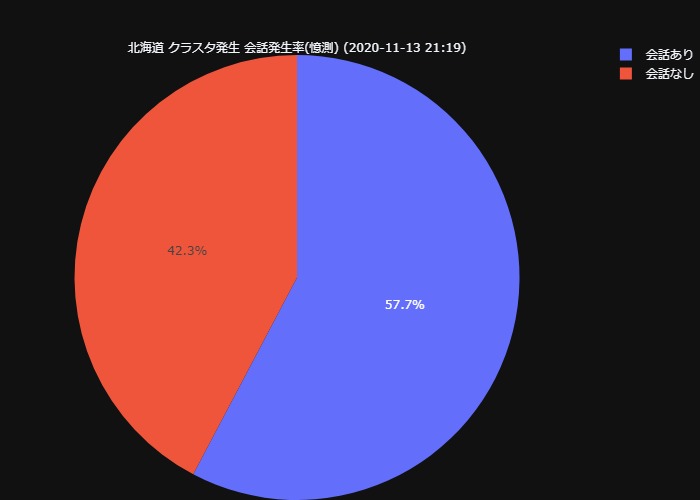 北海道 クラスタ発生 会話発生率(憶測) (2020-11-13 21:19)
会話あり
会話なし
42.3%
57.7%